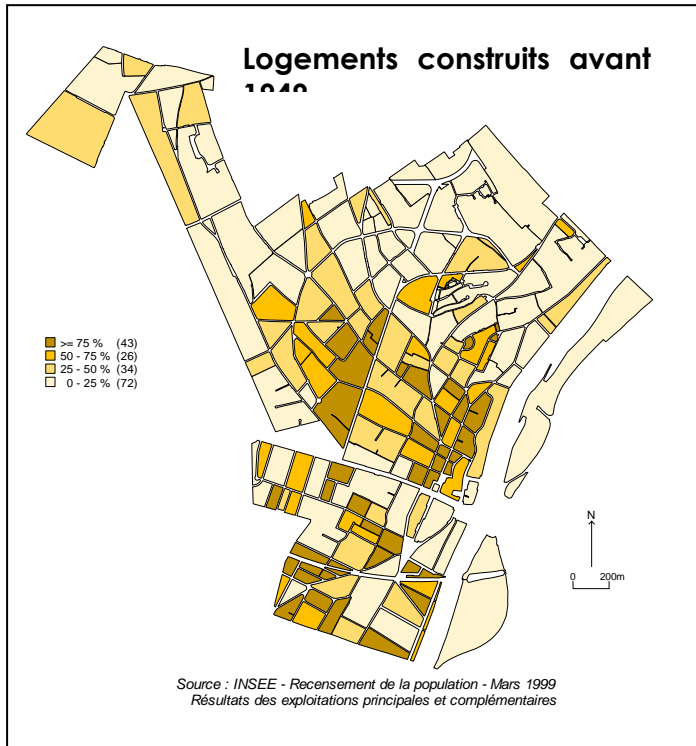 Logements construits avant
>= 75 % (43)
50 - 75 % (26)
25 - 50 % (34)
0 - 25 % (72)
N
0 200m
Source : INSEE - Recensement de la population - Mars 1999
Résultats des exploitations principales et complémentaires